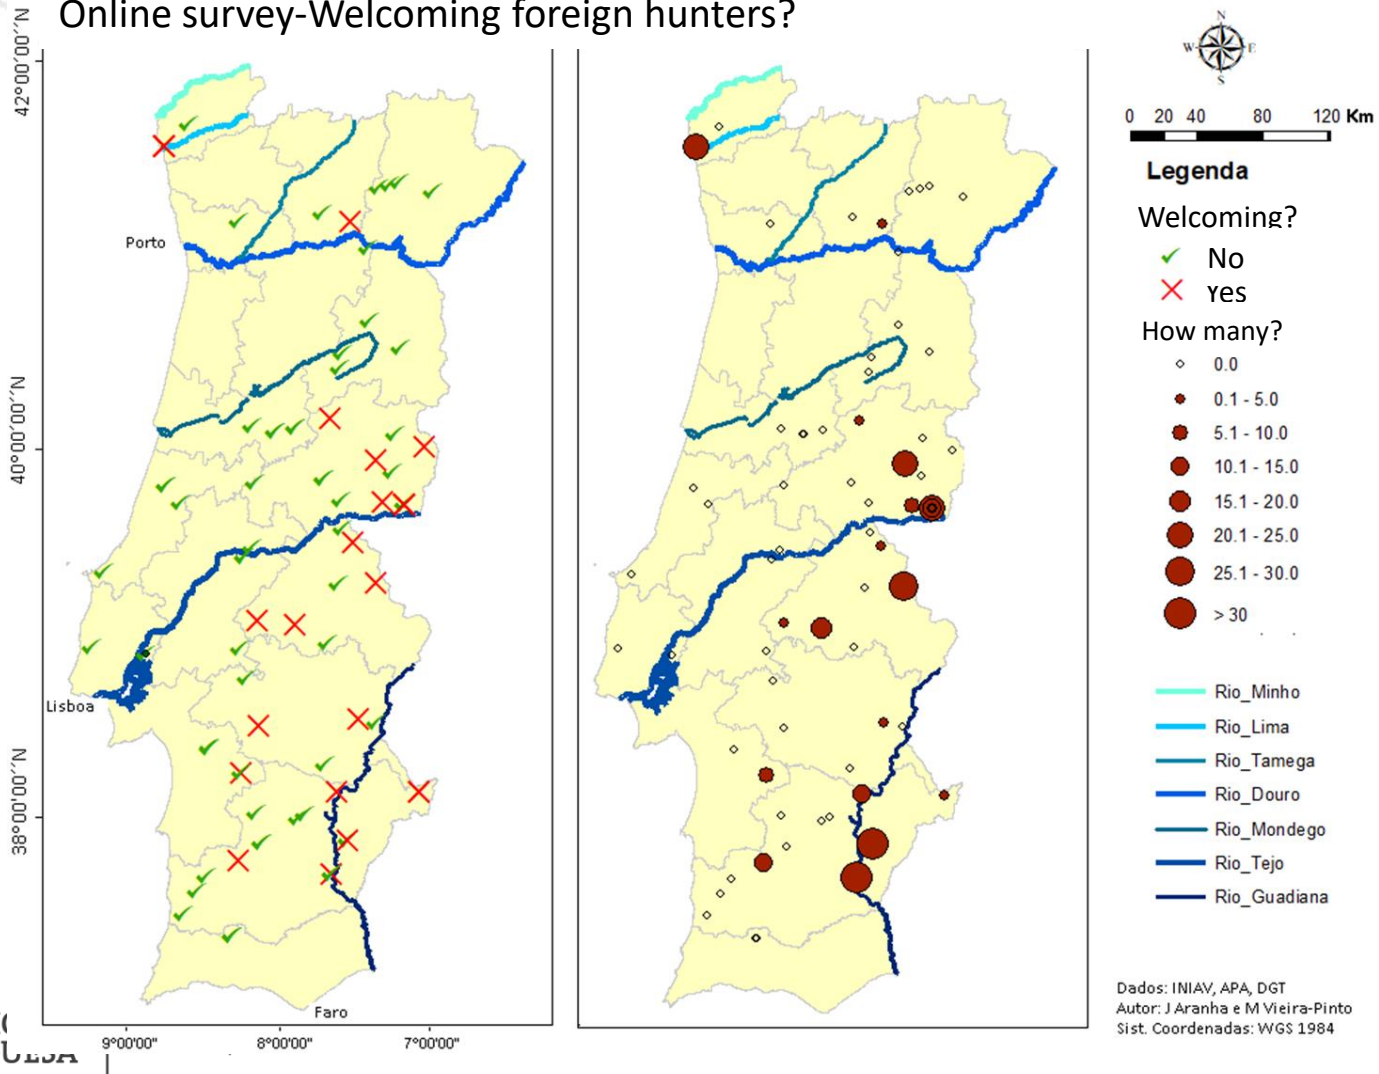 Online survey-Welcoming foreign hunters?
42°00'00''N
40°00'00''N
38°00'00''N
Porto
Lisboa
Faro
9°00'00"
8°00'00"
7°00'00"
N
W
E
S
0 20 40 80 120 Km
Legenda
Welcoming?
No
Yes
How many?
0.0
0.1 - 5.0
5.1 - 10.0
10.1 - 15.0
15.1 - 20.0
20.1 - 25.0
25.1 - 30.0
> 30
Rio_Minho
Rio_Lima
Rio_Tamega
Rio_Douro
Rio_Mondego
Rio_Tejo
Rio_Guadiana
Dados: INIAV, APA, DGT
Autor: J Aranha e M Vieira-Pinto
Sist. Coordenadas: WGS 1984